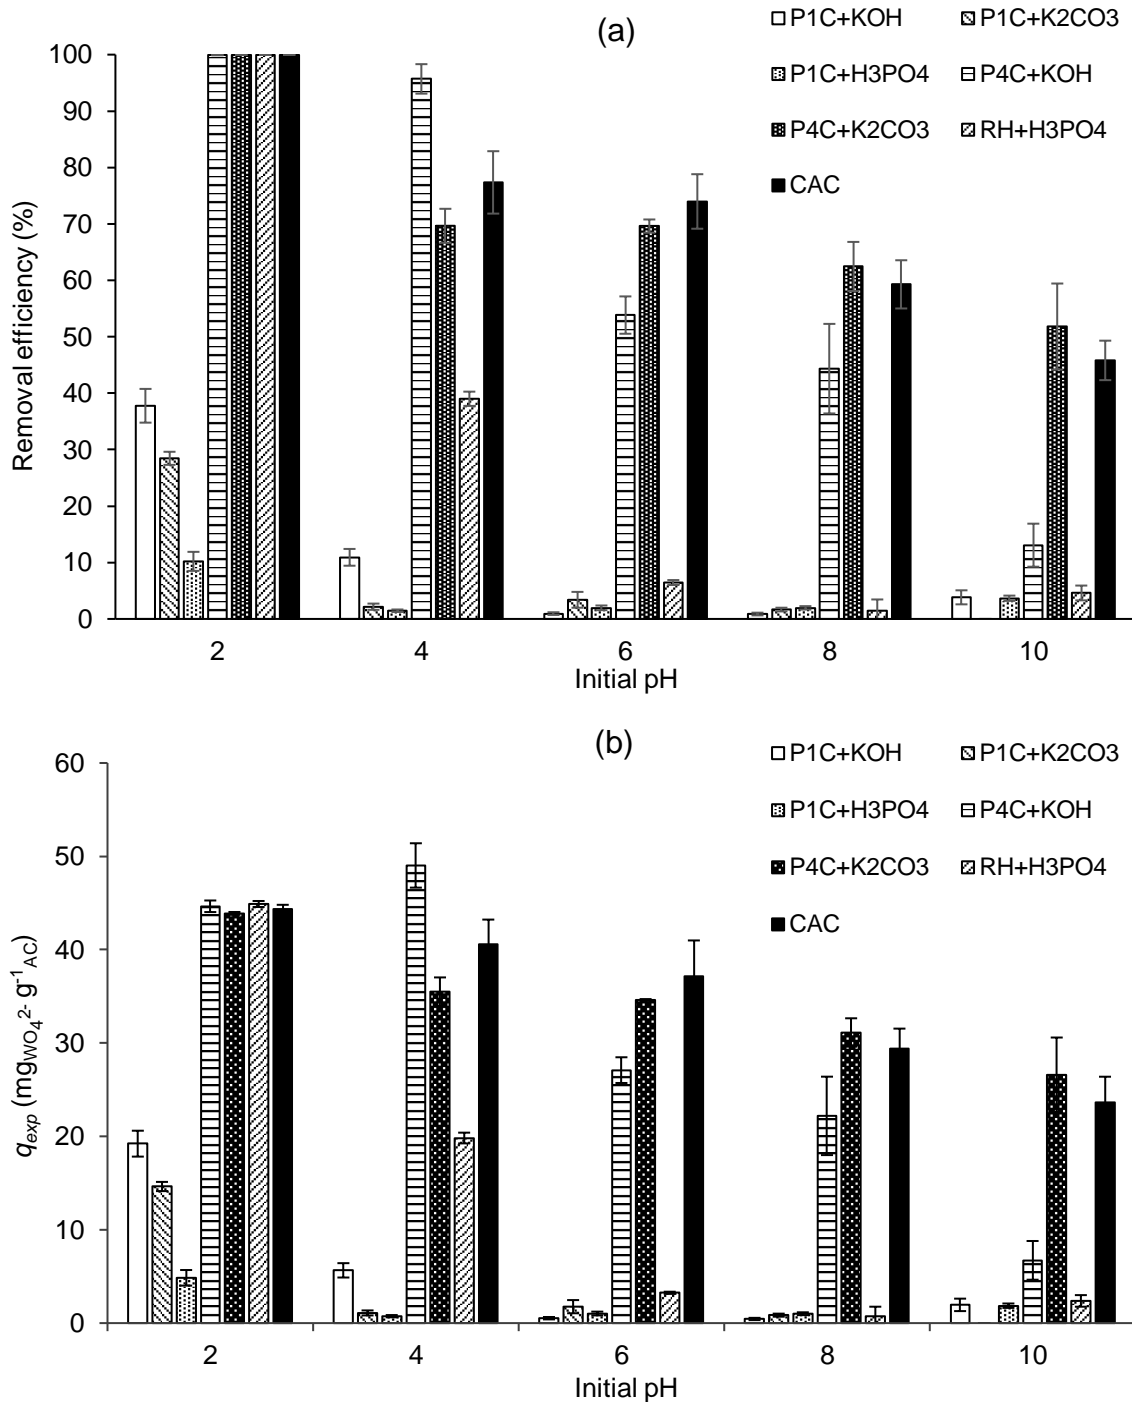 (a)
P1C+KOH
P1C+K2CO3
P1C+H3PO4
P4C+KOH
P4C+K2CO3
RH+H3PO4
CAC
Removal efficiency (%)
100
90
80
70
60
50
40
30
20
10
0
2 4 6 8 10
Initial pH
(b)
P1C+KOH
P1C+K2CO3
P1C+H3PO4
P4C+KOH
P4C+K2CO3
RH+H3PO4
CAC
q_exp (mg_WO₄²⁻ g⁻¹_AC)
60
50
40
30
20
10
0
2 4 6 8 10
Initial pH